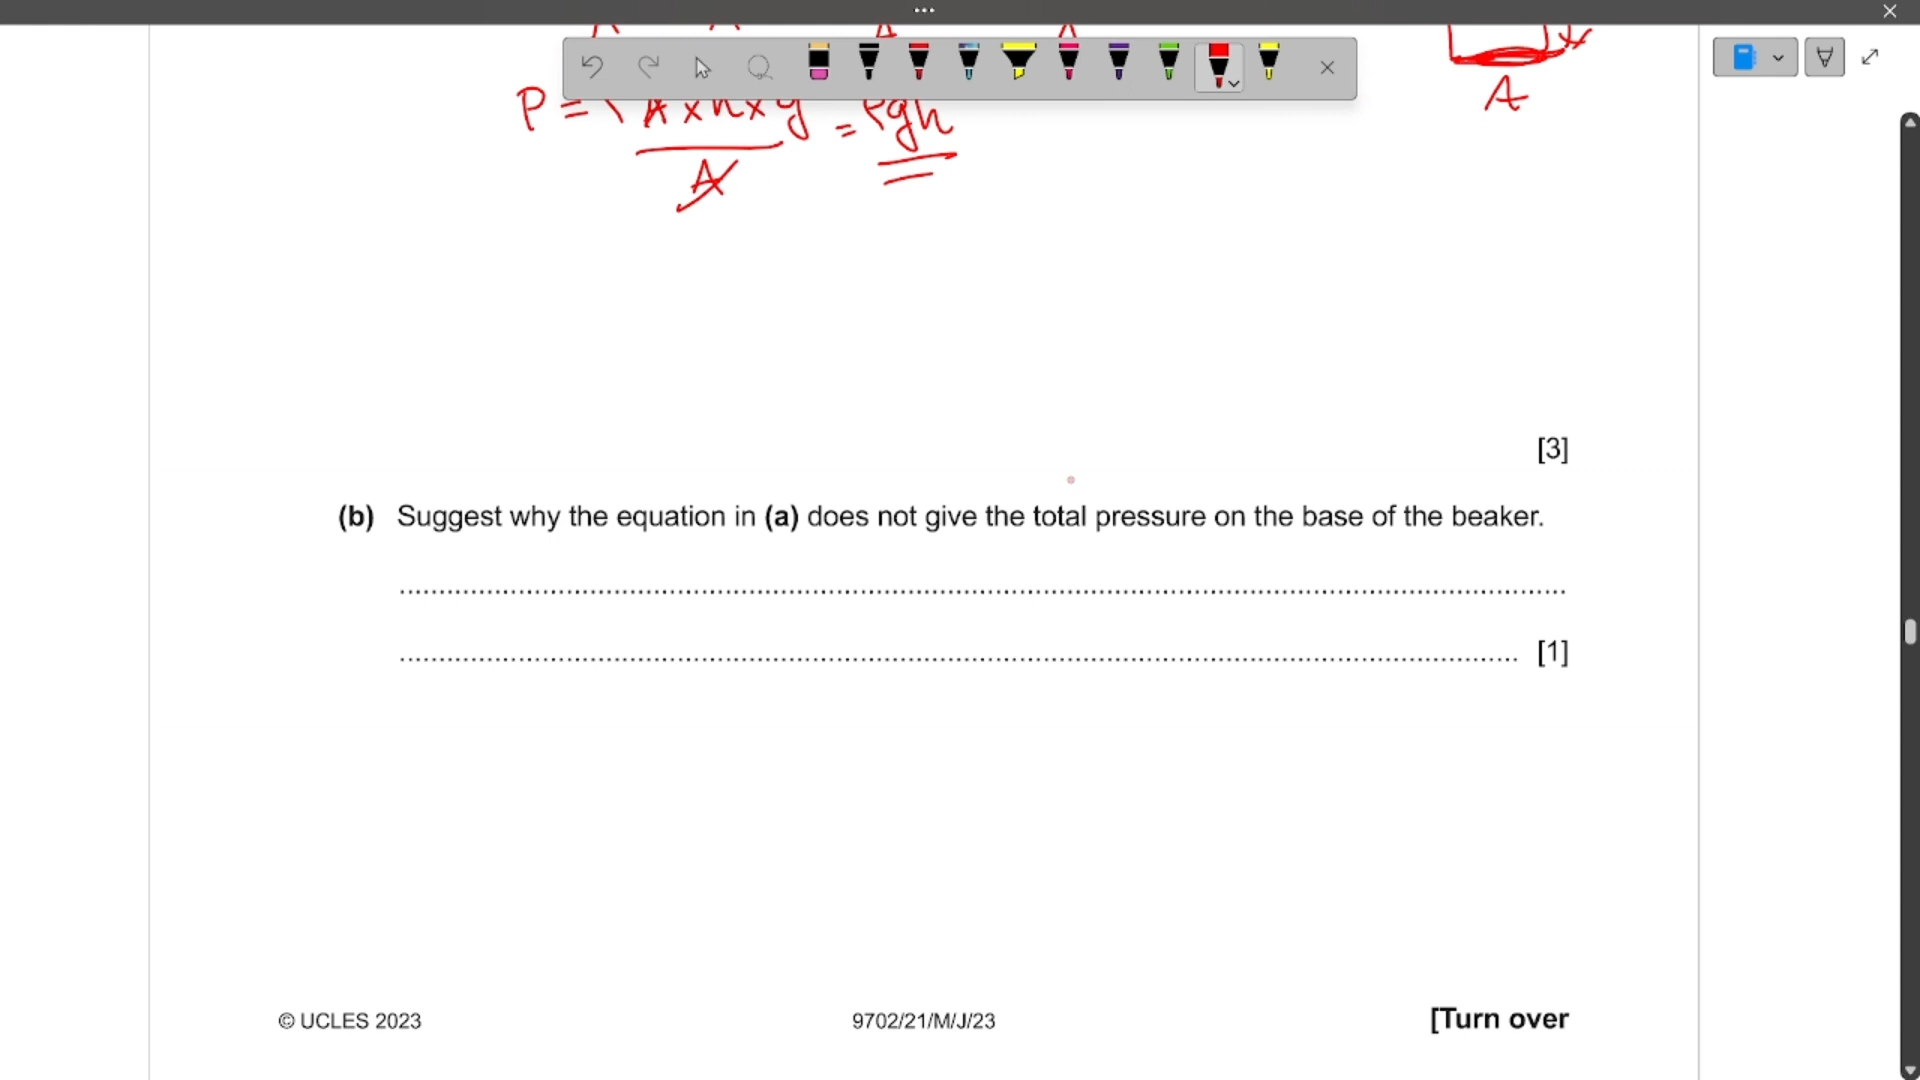 A
P = ρ A × h × g = ρgh
A
[3]
(b) Suggest why the equation in (a) does not give the total pressure on the base of the beaker.
[1]
© UCLES 2023 9702/21/M/J/23 [Turn over